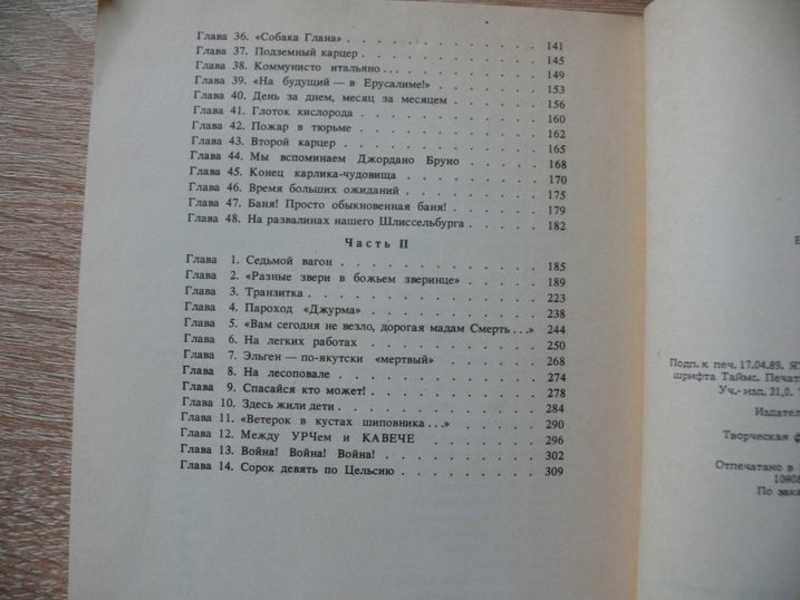 Глава 36. «Собака Глана» . . . . . . . . . . . . 141
Глава 37. Подземный карцер . . . . . . . . . . . 145
Глава 38. Коммунисто итальяно . . . . . . . . . . . 149
Глава 39. «На будущий — в Ерусалиме!» . . . . . . . . 153
Глава 40. День за днем, месяц за месяцем . . . . . . . 156
Глава 41. Глоток кислорода . . . . . . . . . . . 160
Глава 42. Пожар в тюрьме . . . . . . . . . . . 162
Глава 43. Второй карцер . . . . . . . . . . . . 165
Глава 44. Мы вспоминаем Джордано Бруно . . . . . . . 168
Глава 45. Конец карлика-чудовища . . . . . . . . . 170
Глава 46. Время больших ожиданий . . . . . . . . . 175
Глава 47. Баня! Просто обыкновенная баня! . . . . . . . 179
Глава 48. На развалинах нашего Шлиссельбурга . . . . . . 182
Часть II
Глава 1. Седьмой вагон . . . . . . . . . . . . 185
Глава 2. «Разные звери в божьем зверинце» . . . . . . . 189
Глава 3. Транзитка . . . . . . . . . . . . . 223
Глава 4. Пароход «Джурма» . . . . . . . . . . . 238
Глава 5. «Вам сегодня не везло, дорогая мадам Смерть . . .» 244
Глава 6. На легких работах . . . . . . . . . . . 250
Глава 7. Эльген — по-якутски «мертвый» . . . . . . . . 268
Глава 8. На лесоповале . . . . . . . . . . . . 274
Глава 9. Спасайся кто может! . . . . . . . . . . . 278
Глава 10. Здесь жили дети . . . . . . . . . . . 284
Глава 11. «Ветерок в кустах шиповника . . .» . . . . . . 290
Глава 12. Между УРЧем и КАВЕЧЕ . . . . . . . . . 296
Глава 13. Война! Война! Война! . . . . . . . . . . 302
Глава 14. Сорок девять по Цельсию . . . . . . . . . 309
Подп. к печ. 17.04.89.
шрифта Таймс. Печат
Уч.- изд. 21,0.
Издател
Творческая ф
Отпечатано в
По зака